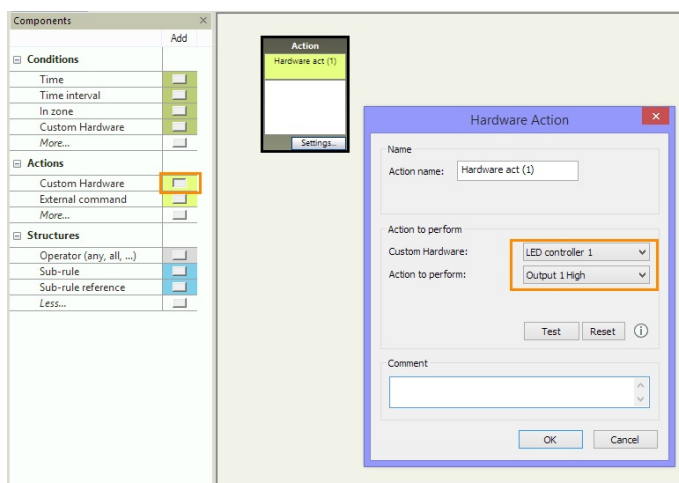 Components
Add
Conditions
Time
Time interval
In zone
Custom Hardware
More...
Actions
Custom Hardware
External command
More...
Structures
Operator (any, all, ...)
Sub-rule
Sub-rule reference
Less...
Action
Hardware act (1)
Settings...
Hardware Action
Name
Action name: Hardware act (1)
Action to perform
Custom Hardware: LED controller 1
Action to perform: Output 1 High
Test Reset
Comment
OK Cancel